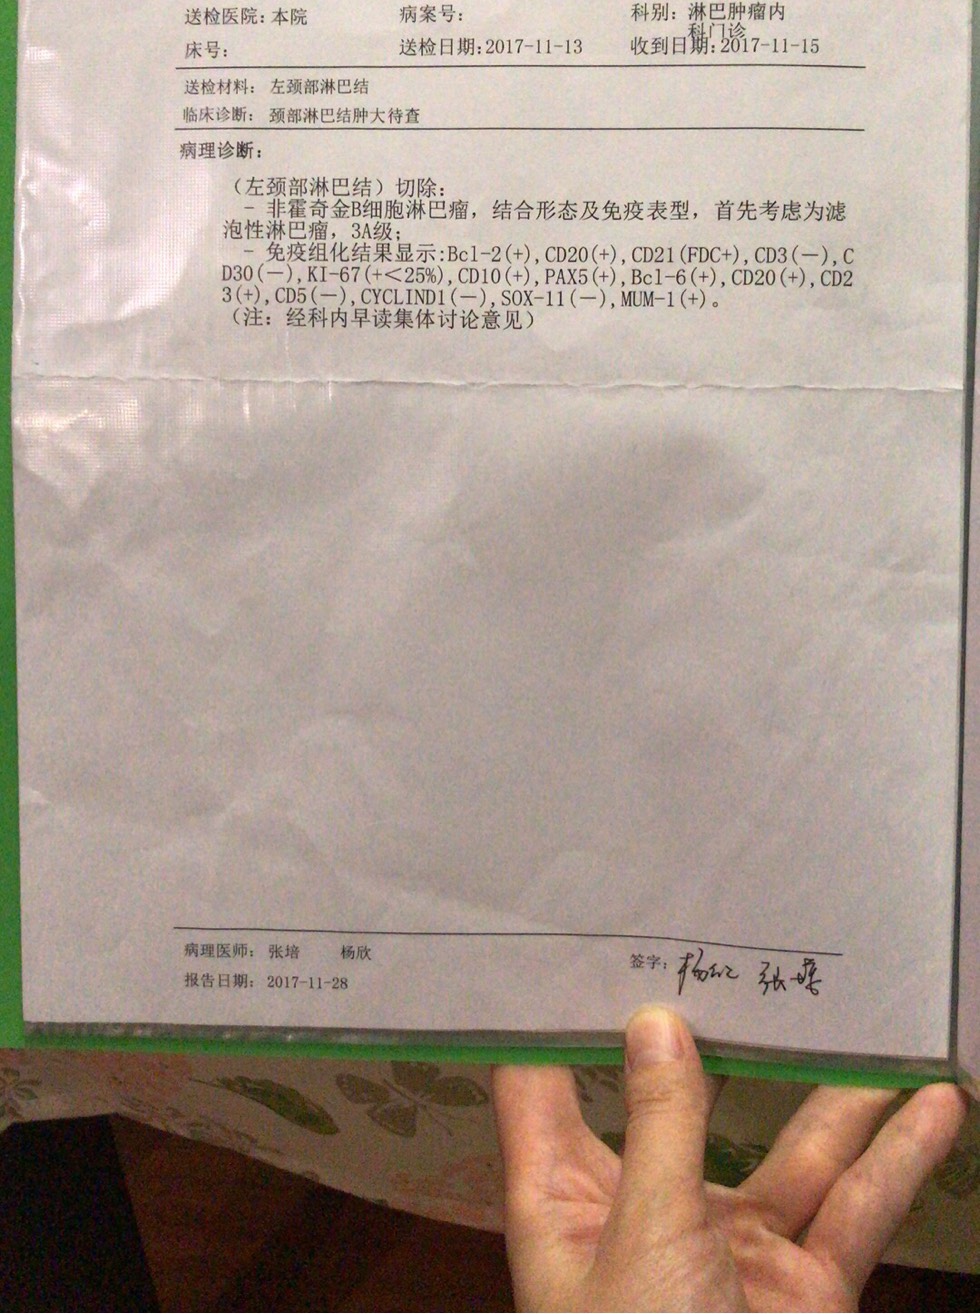 送检医院：本院 病案号： 科别：淋巴肿瘤内
科门诊
床号： 送检日期：2017-11-13 收到日期：2017-11-15
送检材料： 左颈部淋巴结
临床诊断： 颈部淋巴结肿大待查
病理诊断：
（左颈部淋巴结）切除：
－ 非霍奇金B细胞淋巴瘤，结合形态及免疫表型，首先考虑为滤
泡性淋巴瘤，3A级；
－ 免疫组化结果显示:Bcl-2(+),CD20(+),CD21(FDC+),CD3(—),C
D30(—),KI-67(+＜25%),CD10(+),PAX5(+),Bcl-6(+),CD20(+),CD2
3(+),CD5(—),CYCLIND1(—),SOX-11(—),MUM-1(+)。
（注：经科内早读集体讨论意见）
病理医师： 张培 杨欣 签字：
报告日期： 2017-11-28